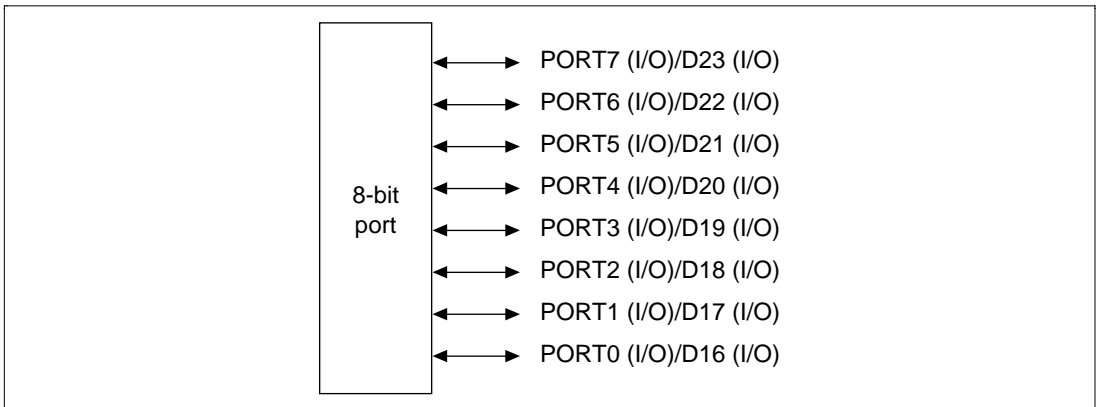 PORT7 (I/O)/D23 (I/O)
PORT6 (I/O)/D22 (I/O)
PORT5 (I/O)/D21 (I/O)
PORT4 (I/O)/D20 (I/O)
8-bit
port
PORT3 (I/O)/D19 (I/O)
PORT2 (I/O)/D18 (I/O)
PORT1 (I/O)/D17 (I/O)
PORT0 (I/O)/D16 (I/O)